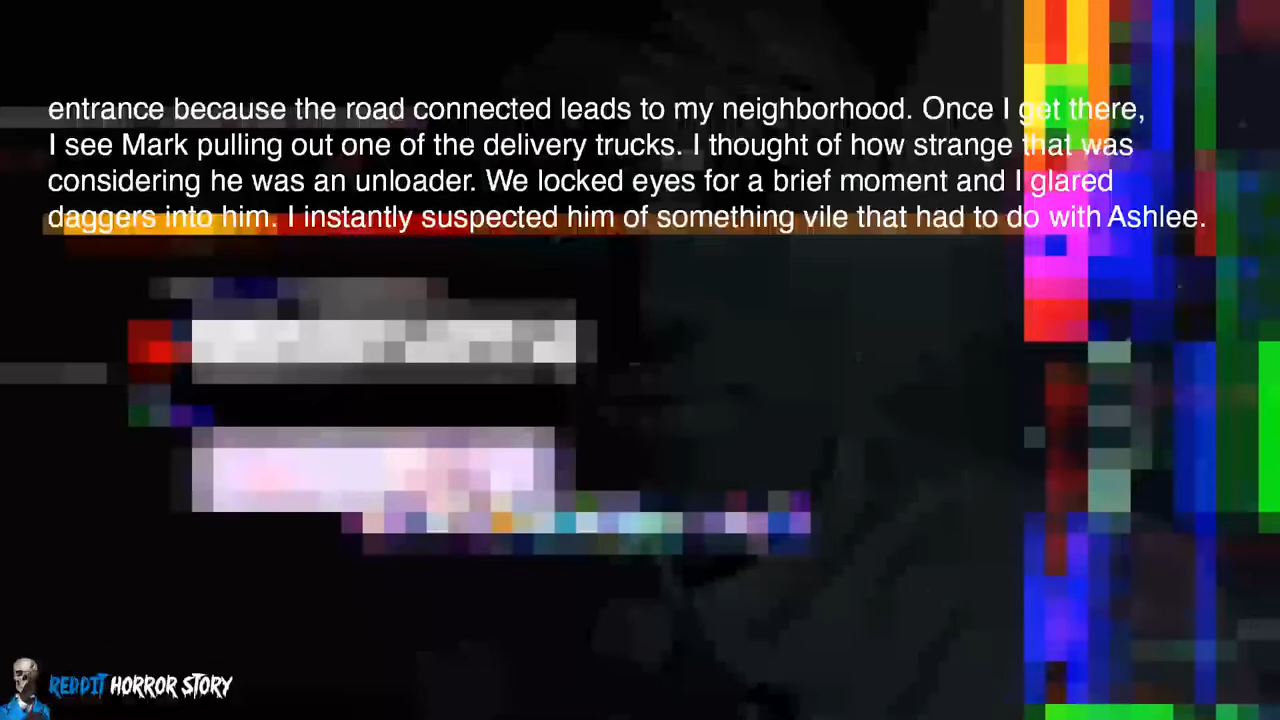 entrance because the road connected leads to my neighborhood. Once I get there,
I see Mark pulling out one of the delivery trucks. I thought of how strange that was
considering he was an unloader. We locked eyes for a brief moment and I glared
daggers into him. I instantly suspected him of something vile that had to do with Ashlee.
REDDIT HORROR STORY